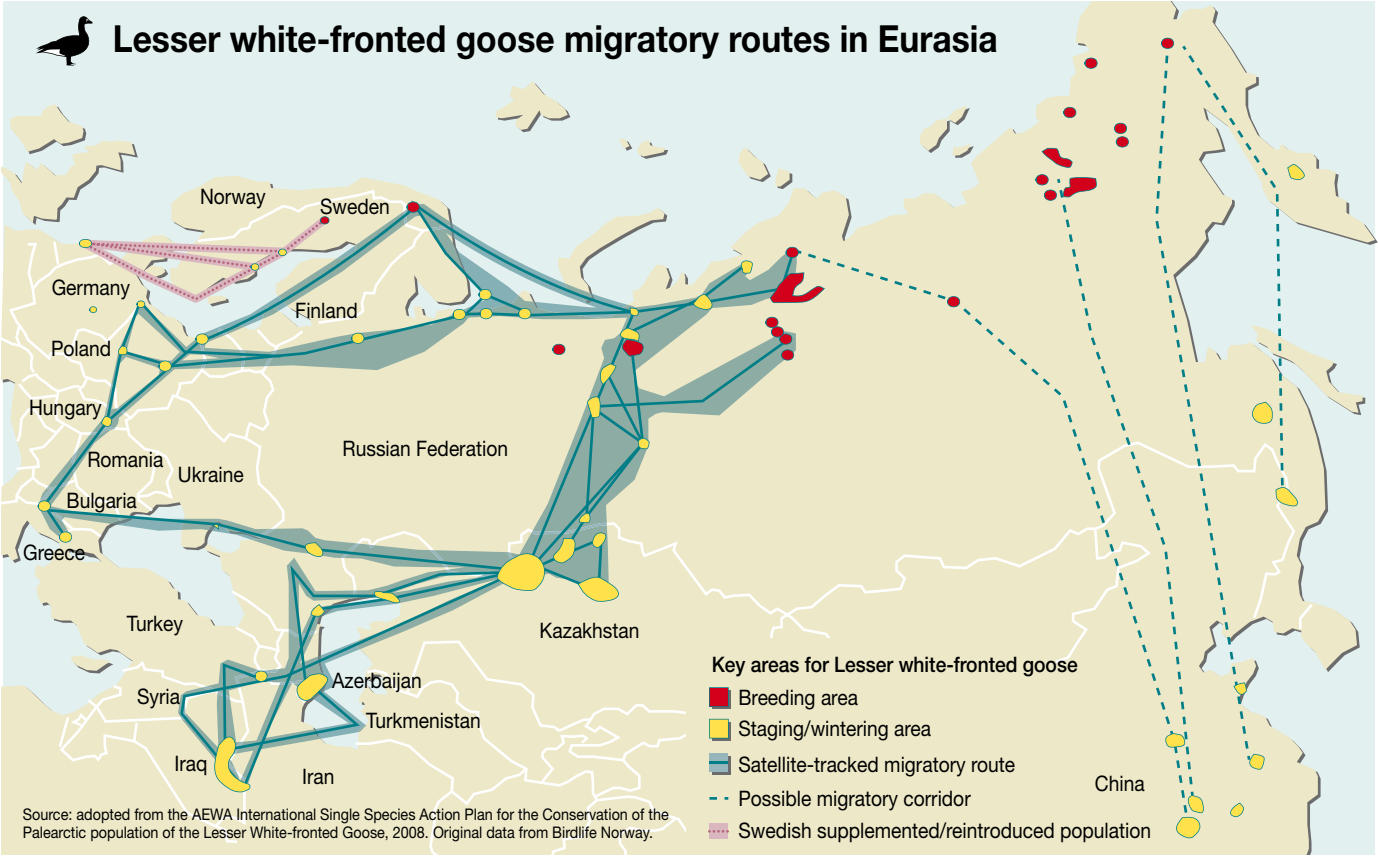 Lesser white-fronted goose migratory routes in Eurasia
Norway
Sweden
Germany
Finland
Poland
Hungary
Russian Federation
Romania
Ukraine
Bulgaria
Greece
Turkey
Kazakhstan
Azerbaijan
Syria
Turkmenistan
Iraq
Iran
China
Key areas for Lesser white-fronted goose
Breeding area
Staging/wintering area
Satellite-tracked migratory route
Possible migratory corridor
Swedish supplemented/reintroduced population
Source: adopted from the AEWA International Single Species Action Plan for the Conservation of the
Palearctic population of the Lesser White-fronted Goose, 2008. Original data from Birdlife Norway.